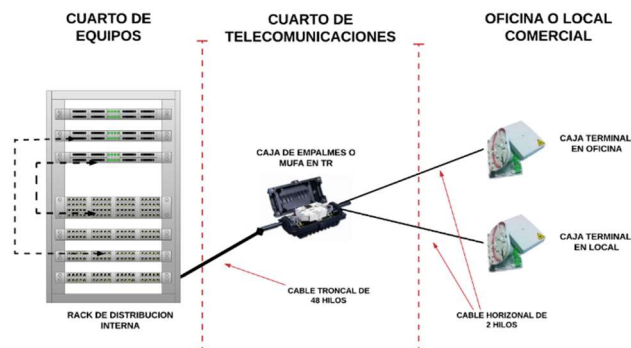 CUARTO DE
EQUIPOS
CUARTO DE
TELECOMUNICACIONES
OFICINA O LOCAL
COMERCIAL
CAJA DE EMPALMES O
MUFA EN TR
CAJA TERMINAL
EN OFICINA
CAJA TERMINAL
EN LOCAL
CABLE TRONCAL DE
48 HILOS
CABLE HORIZONAL DE
2 HILOS
RACK DE DISTRIBUCION
INTERNA